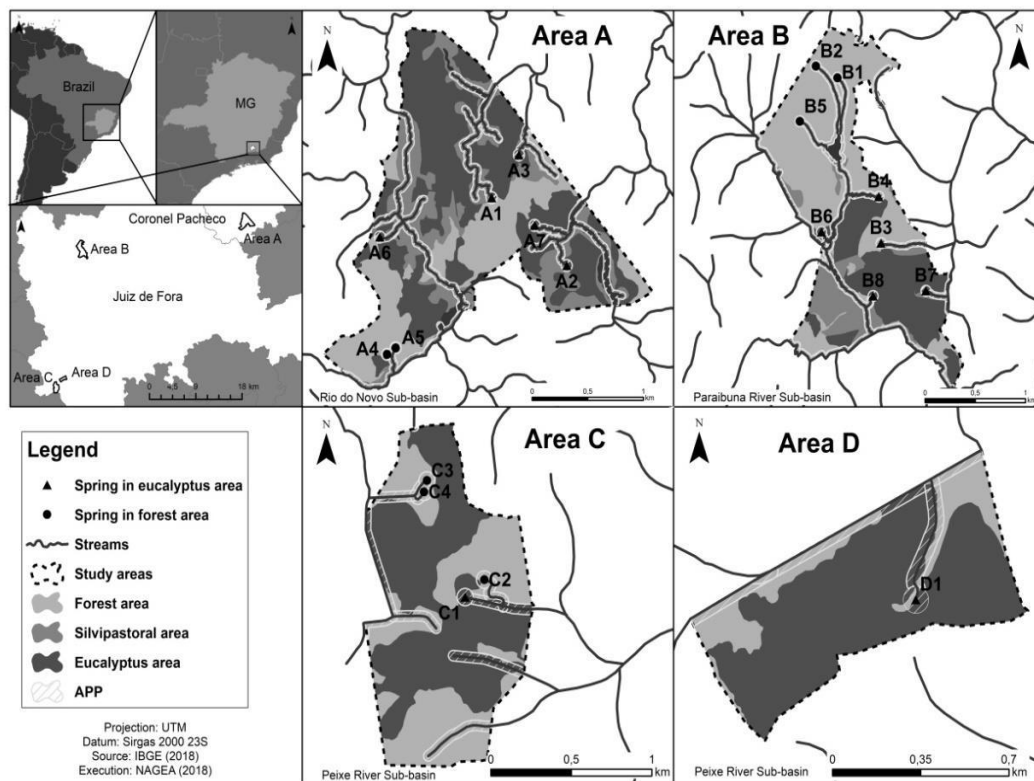 Brazil
MG
Coronel Pacheco
Area A
Area B
Juiz de Fora
Area C
Area D
0 4,5 9 18 km
N
Area A
A3
A1
A7
A6
A2
A5
A4
Rio do Novo Sub-basin
0 0,5 1
km
N
Area B
B2
B1
B5
B4
B6
B3
B8
B7
Paraibuna River Sub-basin
0 0,5 1
km
Legend
Spring in eucalyptus area
Spring in forest area
Streams
Study areas
Forest area
Silvipastoral area
Eucalyptus area
APP
Projection: UTM
Datum: Sirgas 2000 23S
Source: IBGE (2018)
Execution: NAGEA (2018)
N
Area C
C3
C4
C2
C1
0 0,5 1
km
Peixe River Sub-basin
N
Area D
D1
0 0,35 0,7
km
Peixe River Sub-basin